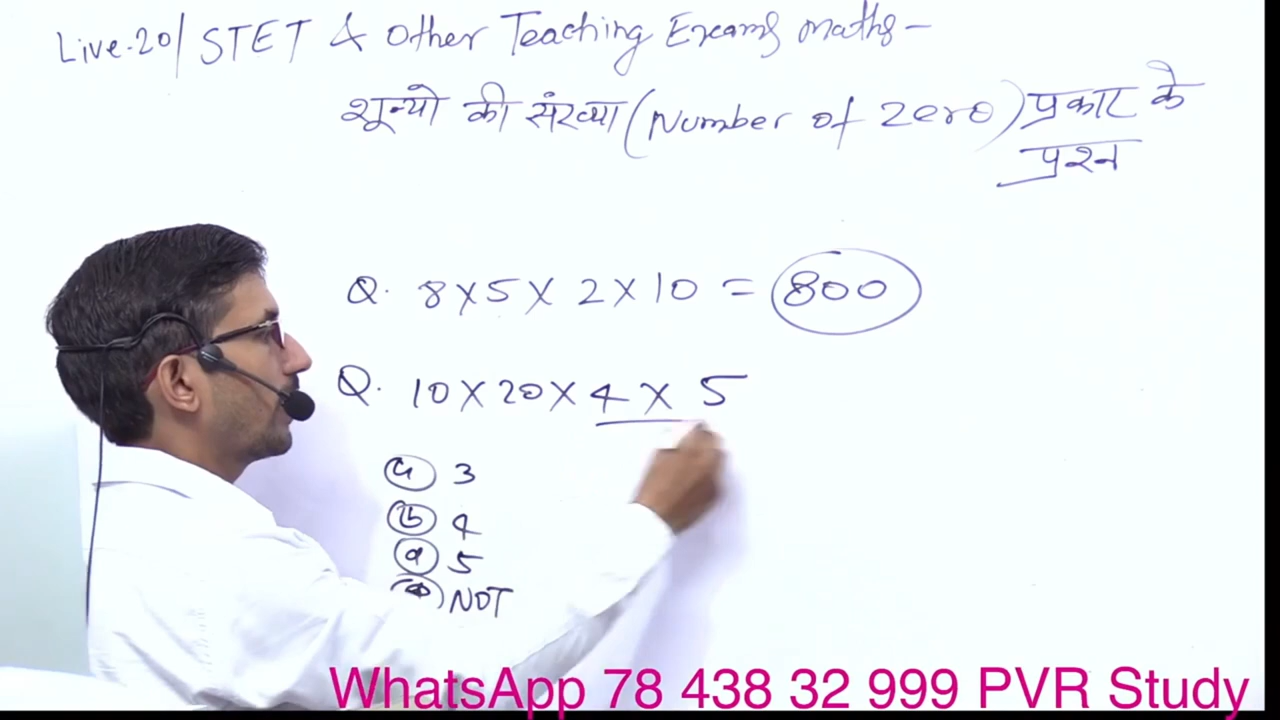 Live-20/ STET & Other Teaching Exams maths-
शून्यो की संख्या (Number of Zero) प्रकार के
प्रश्न
Q. 8×5× 2×10 = 800
Q. 10×20×4× 5
3
b 4
5
NOT
WhatsApp 78 438 32 999 PVR Study